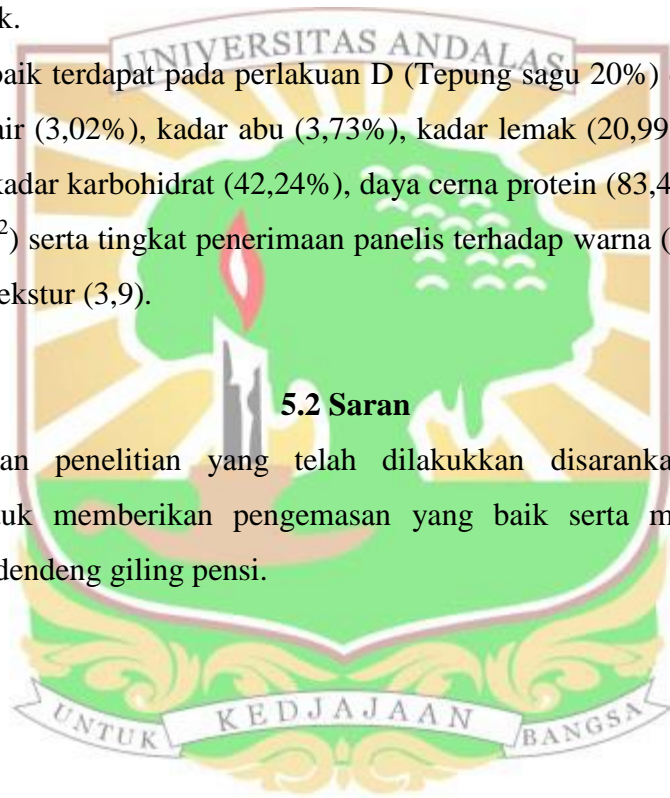 k.
UNIVERSITAS ANDALAS
baik terdapat pada perlakuan D (Tepung sagu 20%)
air (3,02%), kadar abu (3,73%), kadar lemak (20,99
kadar karbohidrat (42,24%), daya cerna protein (83,4
²) serta tingkat penerimaan panelis terhadap warna (
ekstur (3,9).
5.2 Saran
an penelitian yang telah dilakukkan disaranka
uk memberikan pengemasan yang baik serta m
dendeng giling pensi.
UNTUK KEDJAJAAN BANGSA